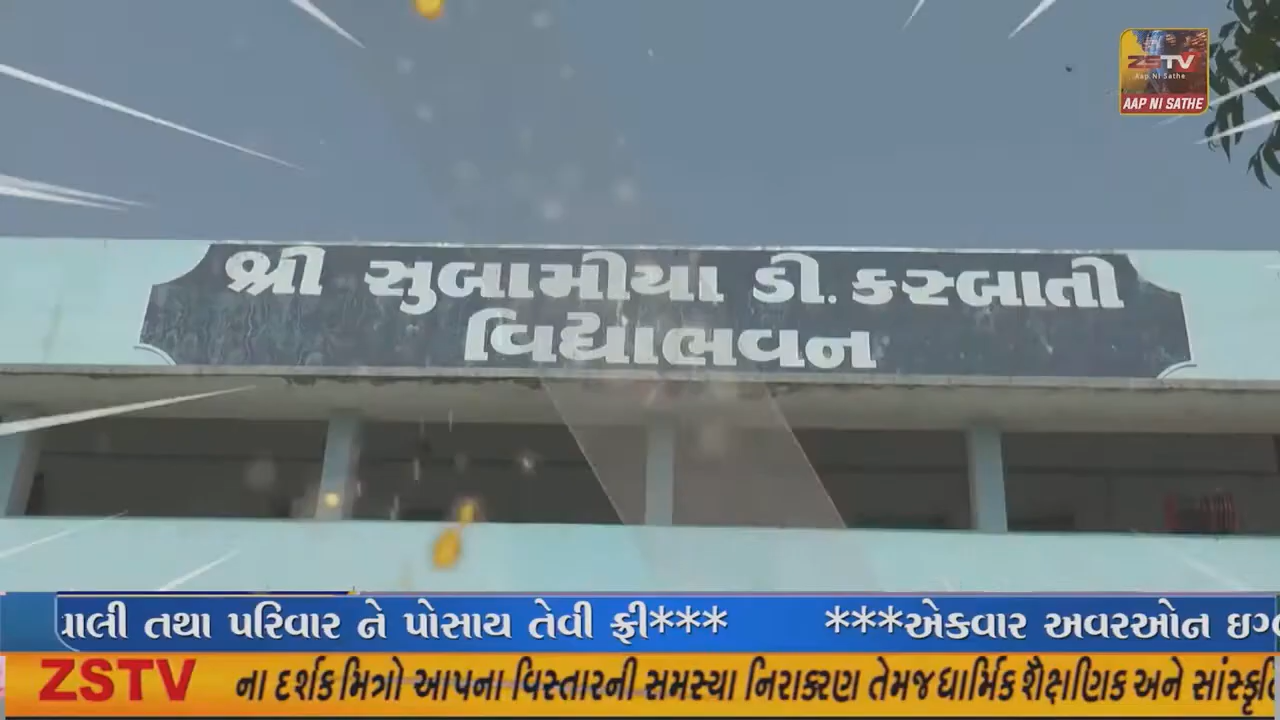 ZSTV
Aap Ni Sathe
AAP NI SATHE
શ્રી સુબામીયા ડી. કરબાતી
વિદ્યાભવન
તથા પરિવાર ને પોસાય તેવી ફ્રી*** ***એકવાર અવરઓન
ZSTV ના દર્શક મિત્રો આપના વિસ્તારની સમસ્યા નિરાકરણ તેમજ ધાર્મિક શૈક્ષણિક અને